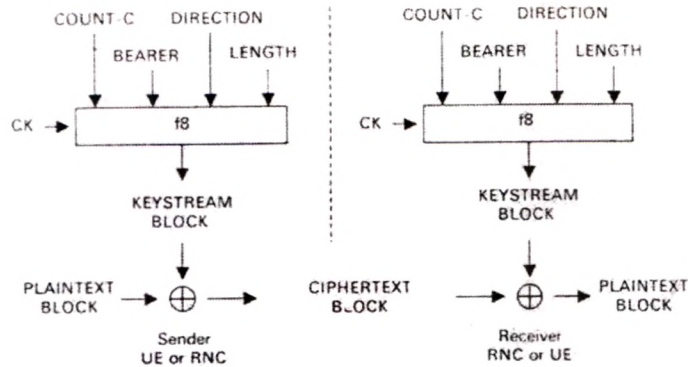 COUNT-C DIRECTION
BEARER LENGTH
CK f8
KEYSTREAM
BLOCK
PLAINTEXT
BLOCK
Sender
UE or RNC
CIPHERTEXT
BLOCK
COUNT-C DIRECTION
BEARER LENGTH
CK f8
KEYSTREAM
BLOCK
PLAINTEXT
BLOCK
Receiver
RNC or UE